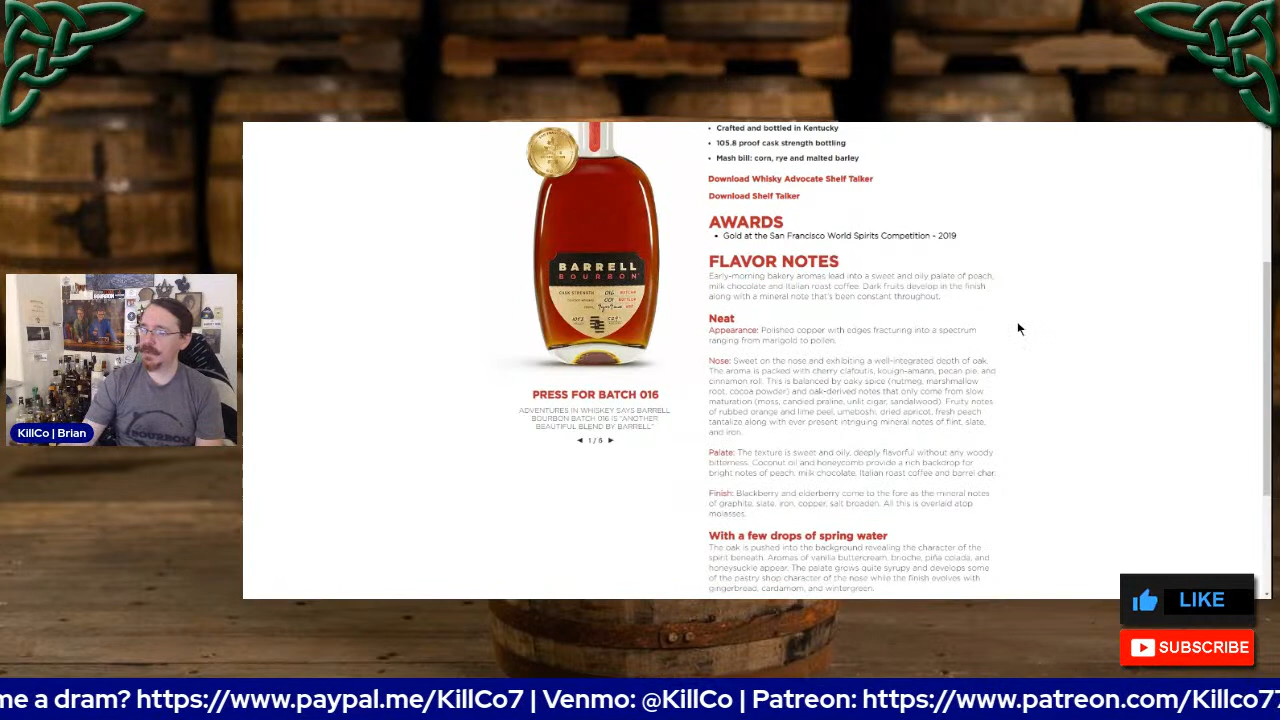 Crafted and bottled in Kentucky
105.8 proof cask strength bottling
Mash bill: corn, rye and malted barley
Download Whisky Advocate Shelf Talker
Download Shelf Talker
AWARDS
Gold at the San Francisco World Spirits Competition - 2019
FLAVOR NOTES
Early-morning bakery aromas lead into a sweet and oily palate of peach,
milk chocolate and Italian roast coffee. Dark fruits develop in the finish
along with a mineral note that's been constant throughout.
Neat
Appearance: Polished copper with edges fracturing into a spectrum
ranging from marigold to pollen.
Nose: Sweet on the nose and exhibiting a well-integrated depth of oak.
The aroma is packed with cherry clafoutis, kouign-amann, pecan pie, and
cinnamon roll. This is balanced by oaky spice (nutmeg, marshmallow
root, cocoa powder) and oak-derived notes that only come from slow
maturation (moss, candied praline, unlit cigar, sandalwood). Fruity notes
of rubbed orange and lime peel, umeboshi, dried apricot, fresh peach
tantalize along with ever present intriguing mineral notes of flint, slate,
and iron.
Palate: The texture is sweet and oily, deeply flavorful without any woody
bitterness. Coconut oil and honeycomb provide a rich backdrop for
bright notes of peach, milk chocolate, Italian roast coffee and barrel char.
Finish: Blackberry and elderberry come to the fore as the mineral notes
of graphite, slate, iron, copper, salt broaden. All this is overlaid atop
molasses.
With a few drops of spring water
The oak is pushed into the background revealing the character of the
spirit beneath. Aromas of vanilla buttercream, brioche, piña colada, and
honeysuckle appear. The palate grows quite syrupy and develops some
of the pastry shop character of the nose while the finish evolves with
gingerbread, cardamom, and wintergreen.
BARRELL
BOURBON
CASK STRENGTH
PRESS FOR BATCH 016
ADVENTURES IN WHISKEY SAYS BARRELL
BOURBON BATCH 016 IS "ANOTHER
BEAUTIFUL BLEND BY BARRELL"
◄ 1 / 6 ►
KillCo | Brian
LIKE
SUBSCRIBE
me a dram? https://www.paypal.me/KillCo7 | Venmo: @KillCo | Patreon: https://www.patreon.com/Killco77